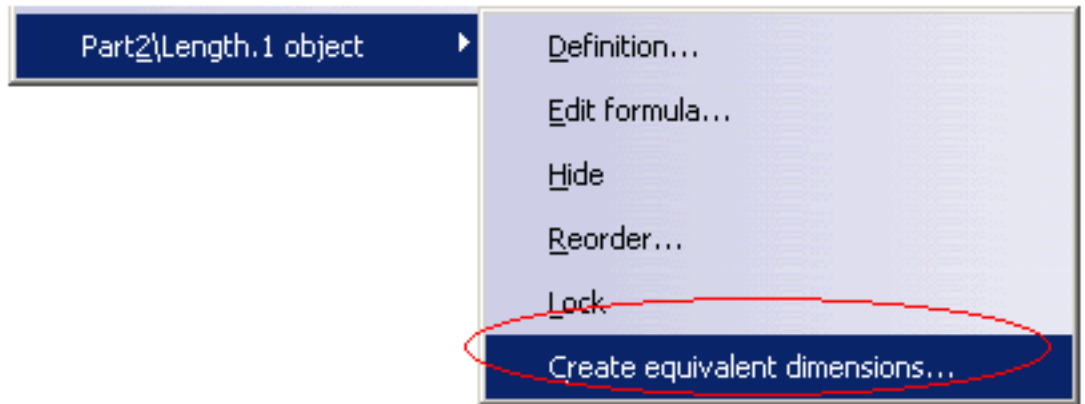 Part2\Length.1 object
Definition...
Edit formula...
Hide
Reorder...
Lock
Create equivalent dimensions...